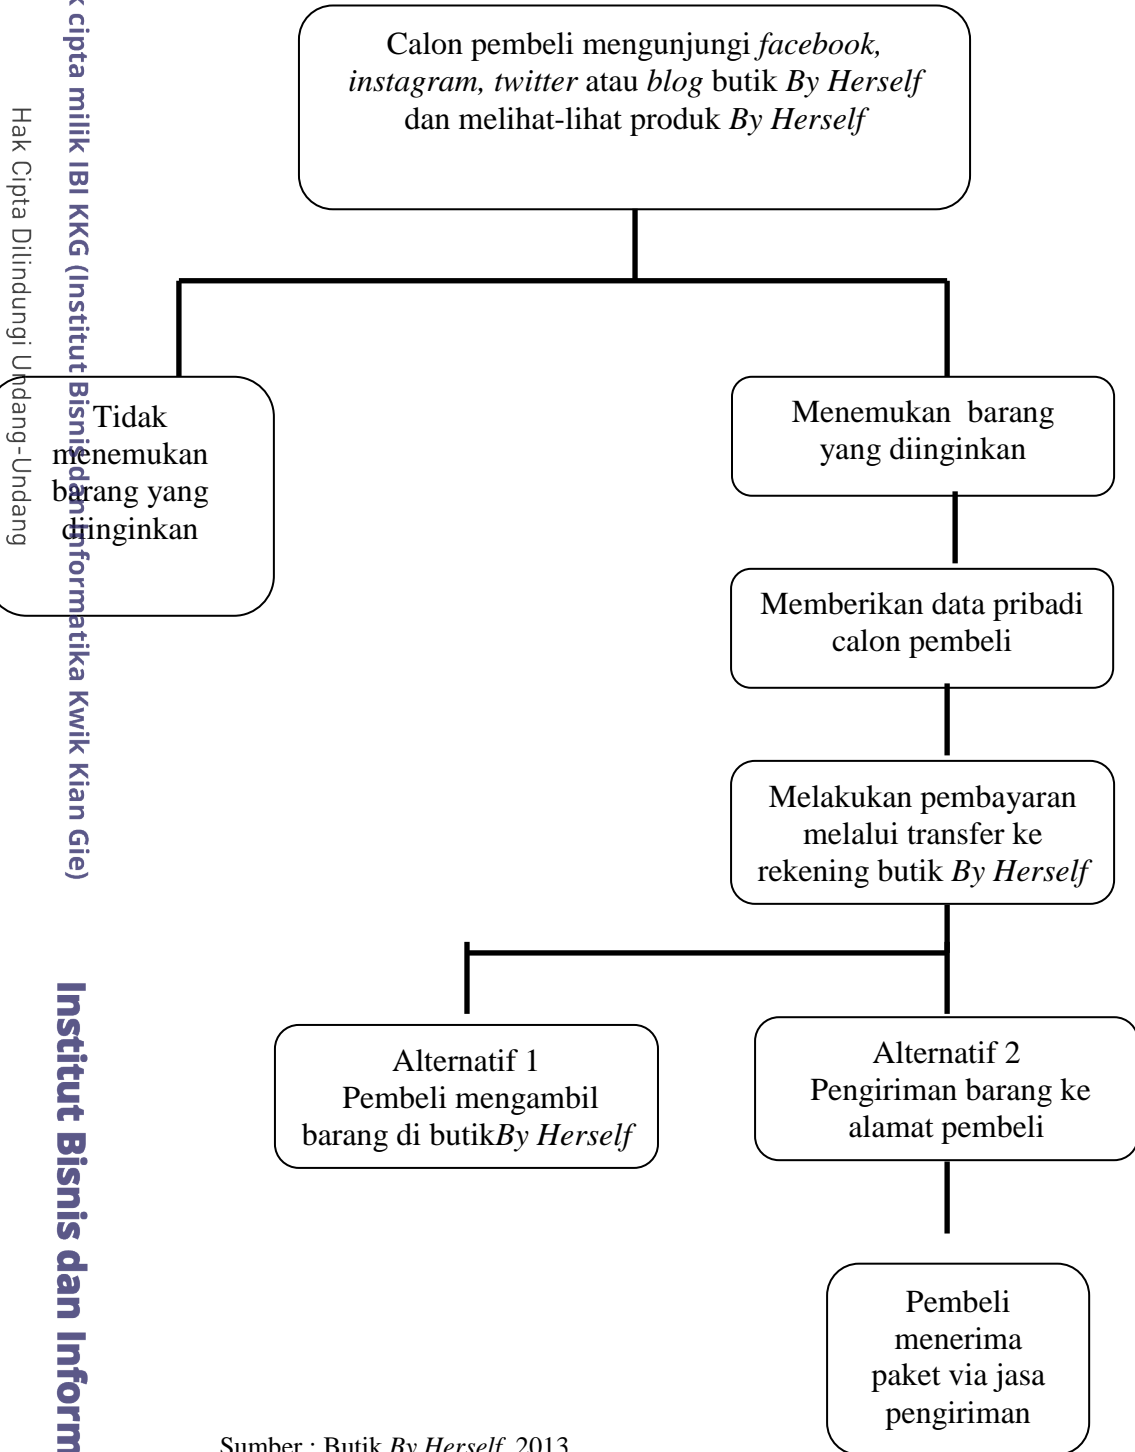 Calon pembeli mengunjungi facebook,
instagram, twitter atau blog butik By Herself
dan melihat-lihat produk By Herself
Tidak
menemukan
barang yang
diinginkan
Menemukan barang
yang diinginkan
Memberikan data pribadi
calon pembeli
Melakukan pembayaran
melalui transfer ke
rekening butik By Herself
Alternatif 1
Pembeli mengambil
barang di butikBy Herself
Alternatif 2
Pengiriman barang ke
alamat pembeli
Pembeli
menerima
paket via jasa
pengiriman
Sumber : Butik By Herself, 2013
cipta milik IBI KKG (Institut Bisnis dan Informatika Kwik Kian Gie)
Hak Cipta Dilindungi Undang-Undang
Institut Bisnis dan Inform